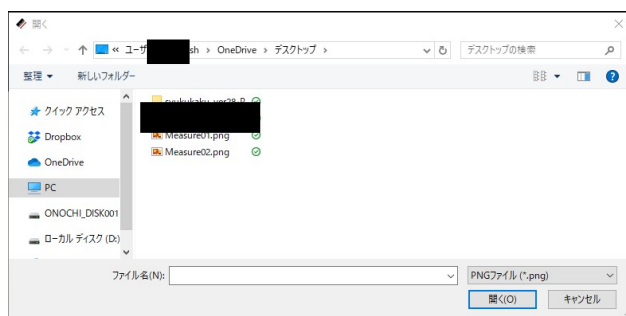 開く
« ユーザ sh › OneDrive › デスクトップ ›
デスクトップの検索
整理
新しいフォルダー
クイック アクセス
Dropbox
OneDrive
PC
ONOCHI_DISK001
ローカル ディスク (D:)
Measure01.png
Measure02.png
ファイル名(N):
PNGファイル (*.png)
開く(O)
キャンセル